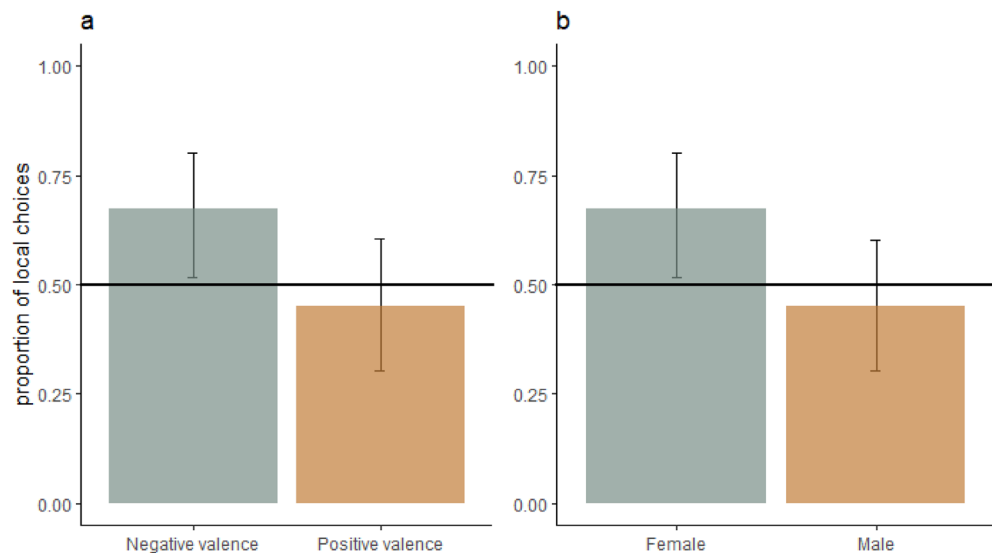 a
proportion of local choices
1.00
0.75
0.50
0.25
0.00
Negative valence
Positive valence
b
1.00
0.75
0.50
0.25
0.00
Female
Male